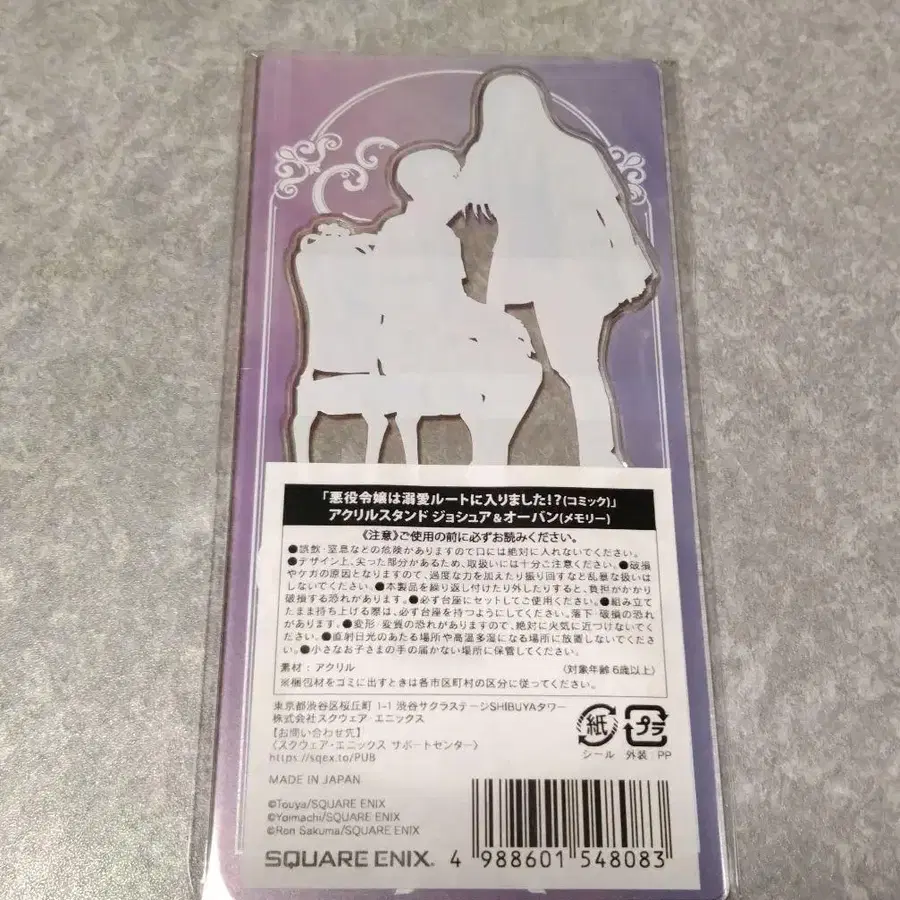 「悪役令嬢は溺愛ルートに入りました!?(コミック)」
アクリルスタンド ジョシュア&オーバン(メモリー)
《注意》ご使用の前に必ずお読みください。
●誤飲・窒息などの危険がありますので口には絶対に入れないでください。
●デザイン上、尖った部分があるため、取扱いには十分ご注意ください。●破損
やケガの原因となりますので、過度な力を加えたり振り回すなど乱暴な扱いは
しないでください。●本製品を繰り返し付けたり外したりすると、負担がかかり
破損する恐れがあります。●必ず台座にセットしてご使用ください。●組み立て
たまま持ち上げる際は、必ず台座を持つようにしてください。落下・破損の恐れ
があります。●変形・変質の恐れがありますので、絶対に火気に近づけないでく
ださい。●直射日光のあたる場所や高温多湿になる場所に放置しないでくださ
い。●小さなお子さまの手の届かない場所に保管してください。
素材：アクリル 〈対象年齢6歳以上〉
※梱包材をゴミに出すときは各市区町村の区分に従ってください。
東京都渋谷区桜丘町 1-1 渋谷サクラステージSHIBUYAタワー
株式会社スクウェア・エニックス
【お問い合わせ先】
〈スクウェア・エニックス サポートセンター〉
https://sqex.to/PUB
紙 プラ
シール 外装：PP
MADE IN JAPAN
©Touya/SQUARE ENIX
©Yoimachi/SQUARE ENIX
©Ron Sakuma/SQUARE ENIX
SQUARE ENIX.
4 988601 548083